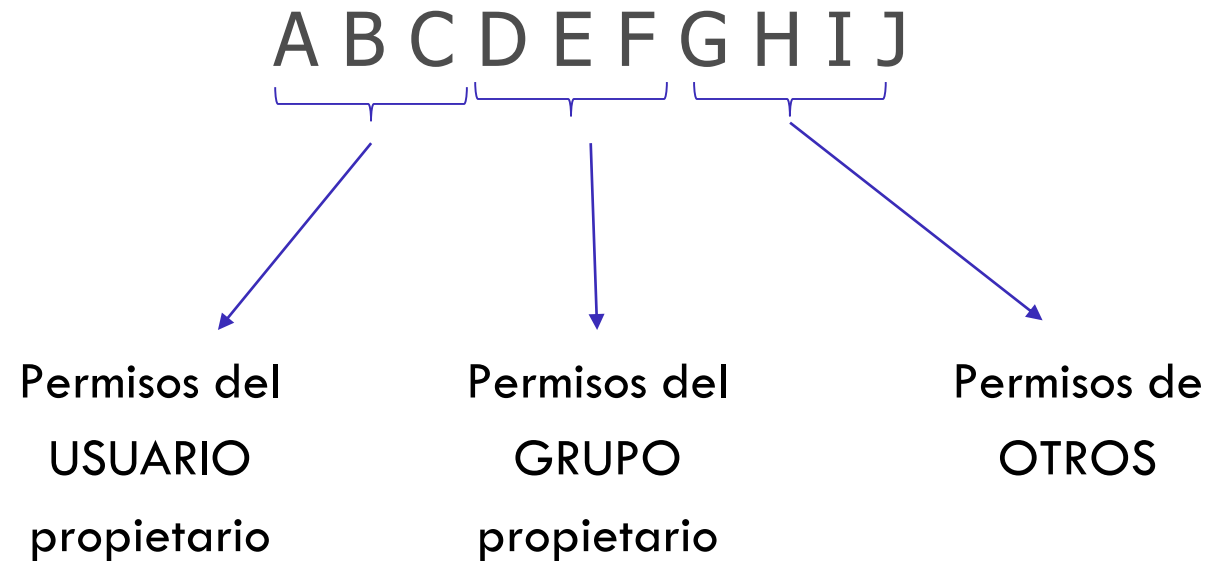 A B C D E F G H I J
Permisos del
USUARIO
propietario
Permisos del
GRUPO
propietario
Permisos de
OTROS